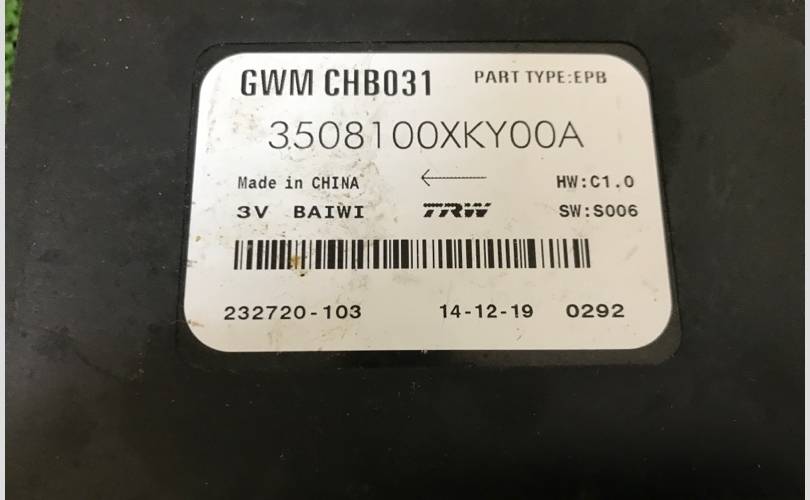 GWM CHB031 PART TYPE:EPB
3508100XKY00A
Made in CHINA HW:C1.0
3V BAIWI TRW SW:S006
232720-103 14-12-19 0292